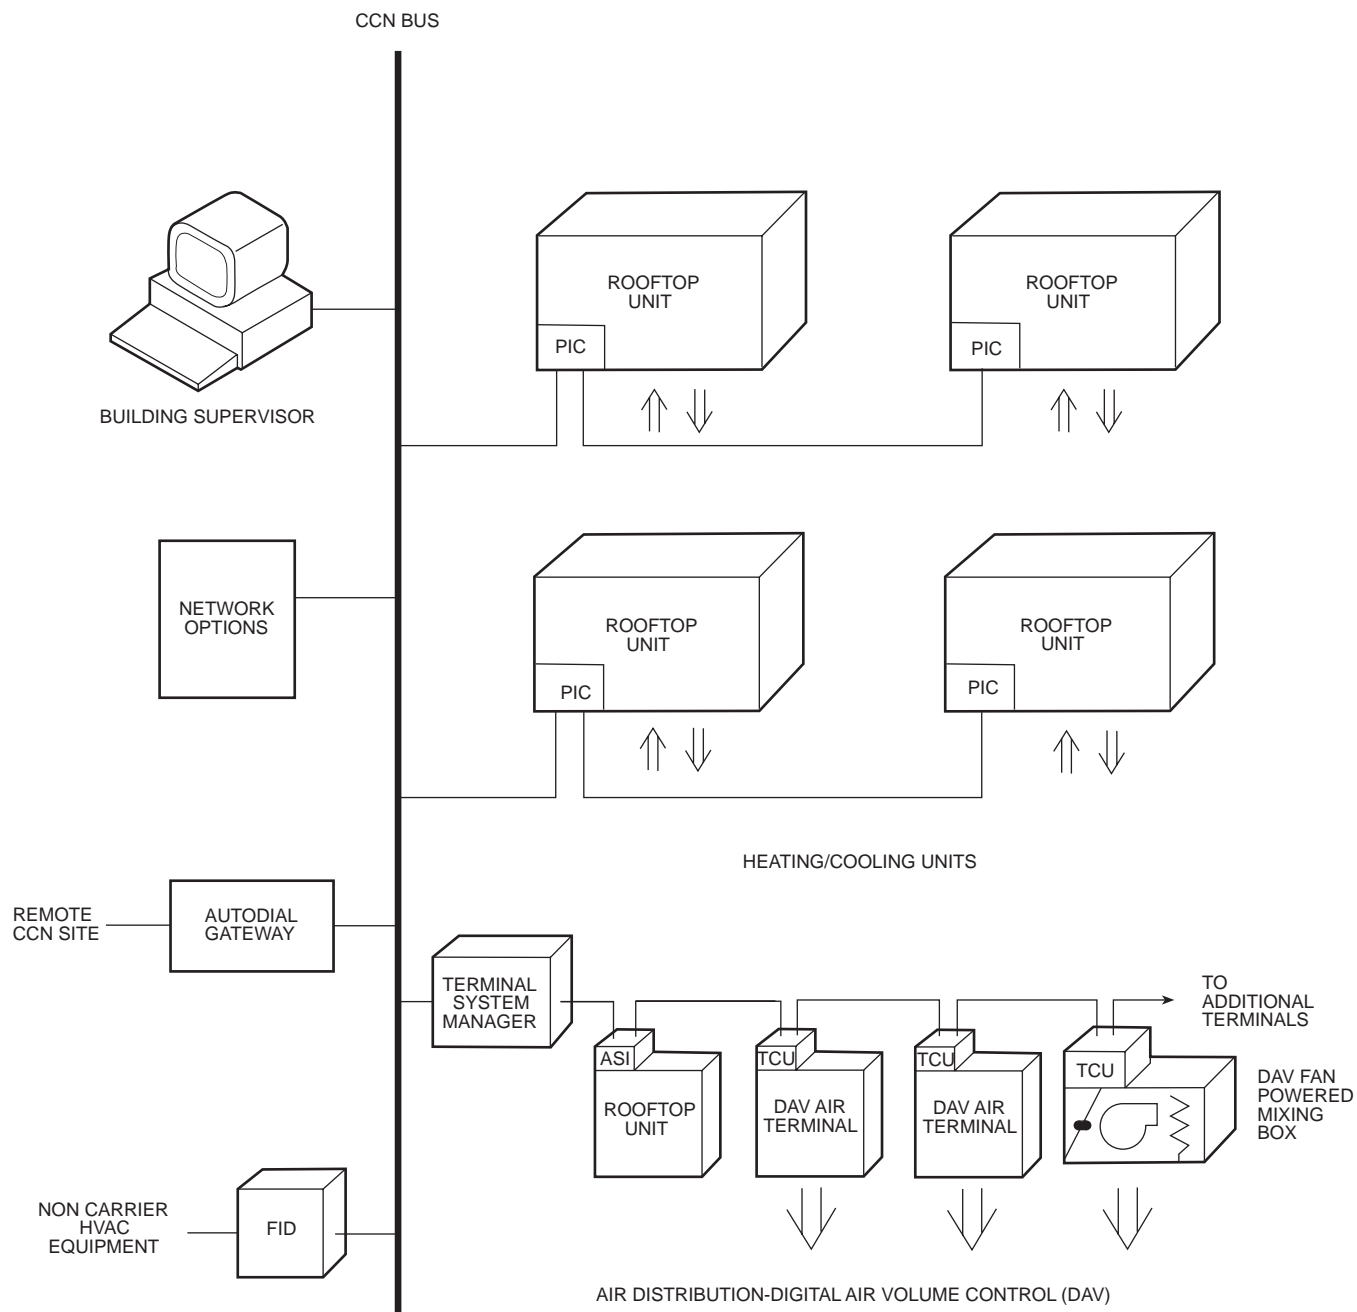 CCN BUS
ROOFTOP
UNIT
PIC
ROOFTOP
UNIT
PIC
BUILDING SUPERVISOR
NETWORK
OPTIONS
ROOFTOP
UNIT
PIC
ROOFTOP
UNIT
PIC
HEATING/COOLING UNITS
REMOTE
CCN SITE
AUTODIAL
GATEWAY
TERMINAL
SYSTEM
MANAGER
ASI
ROOFTOP
UNIT
TCU
DAV AIR
TERMINAL
TCU
DAV AIR
TERMINAL
TCU
TO
ADDITIONAL
TERMINALS
DAV FAN
POWERED
MIXING
BOX
NON CARRIER
HVAC
EQUIPMENT
FID
AIR DISTRIBUTION-DIGITAL AIR VOLUME CONTROL (DAV)